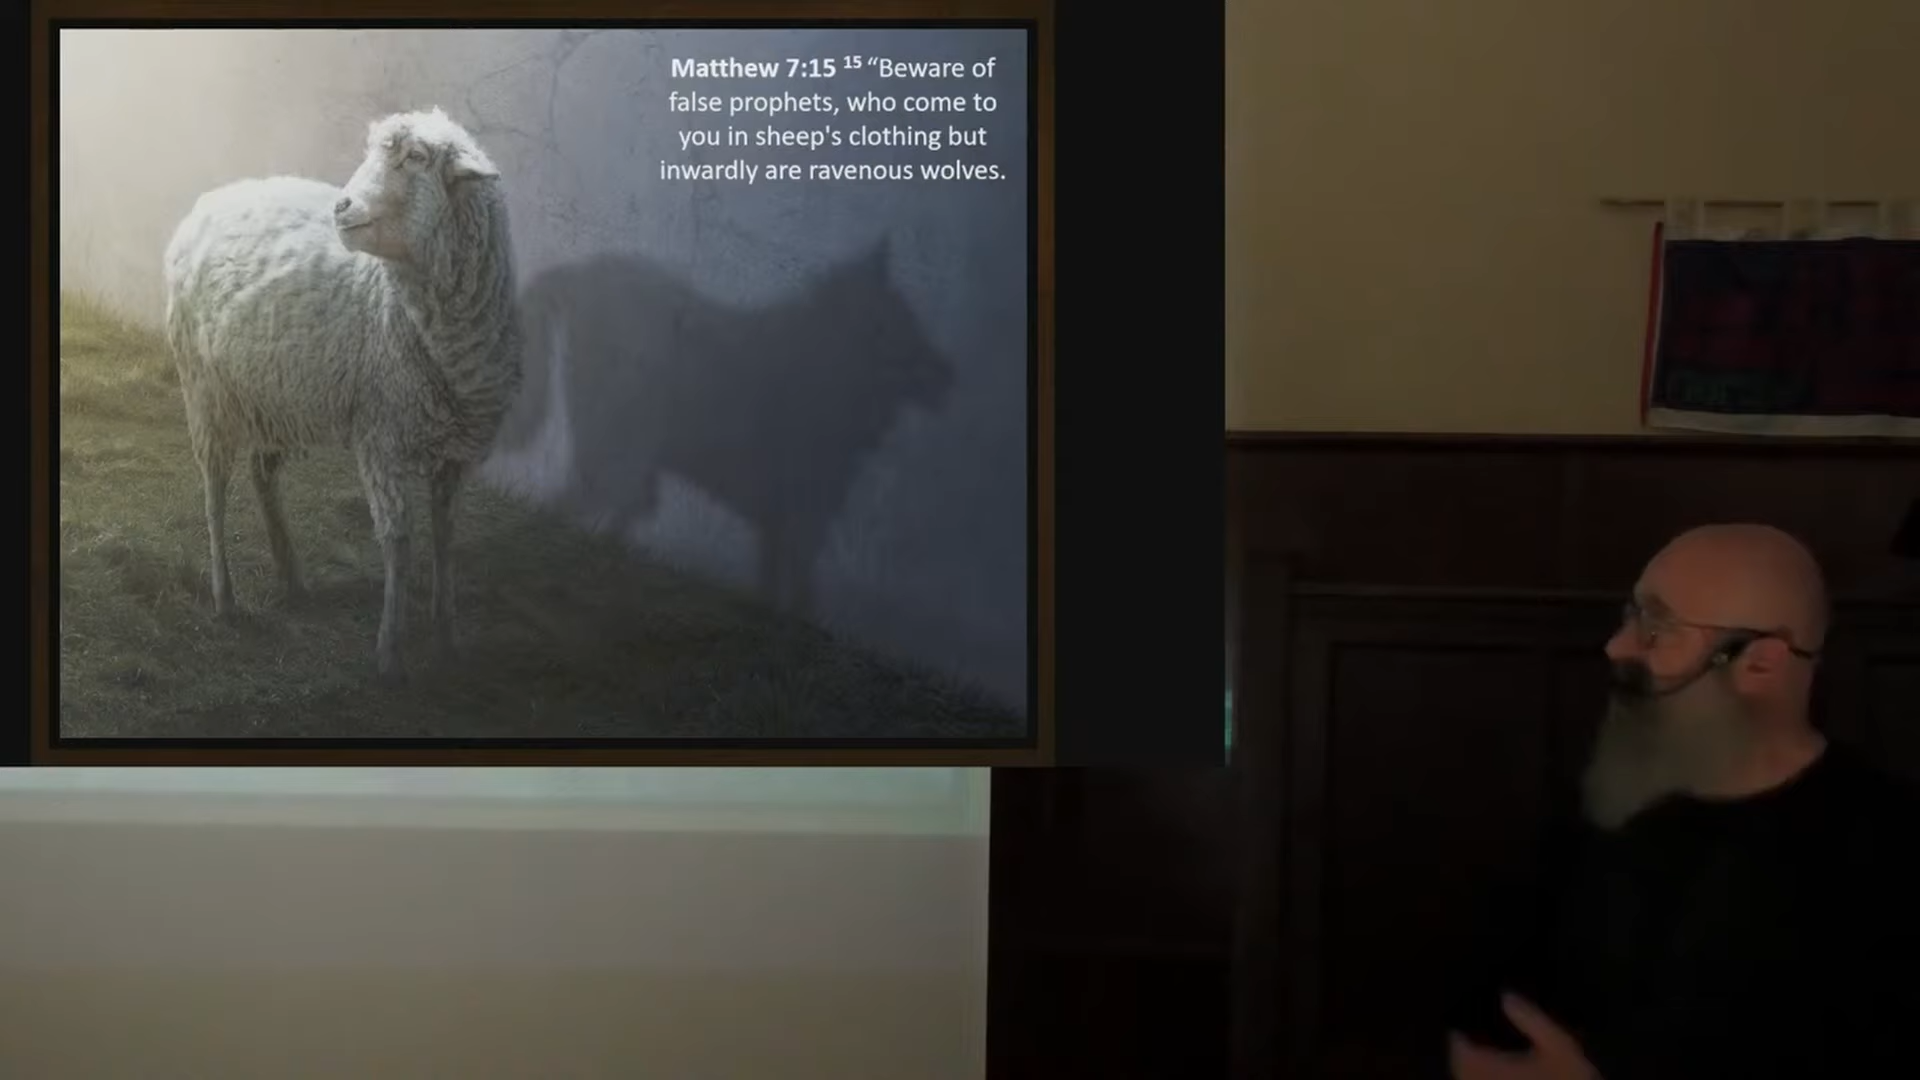 Matthew 7:15 ¹⁵ “Beware of
false prophets, who come to
you in sheep's clothing but
inwardly are ravenous wolves.